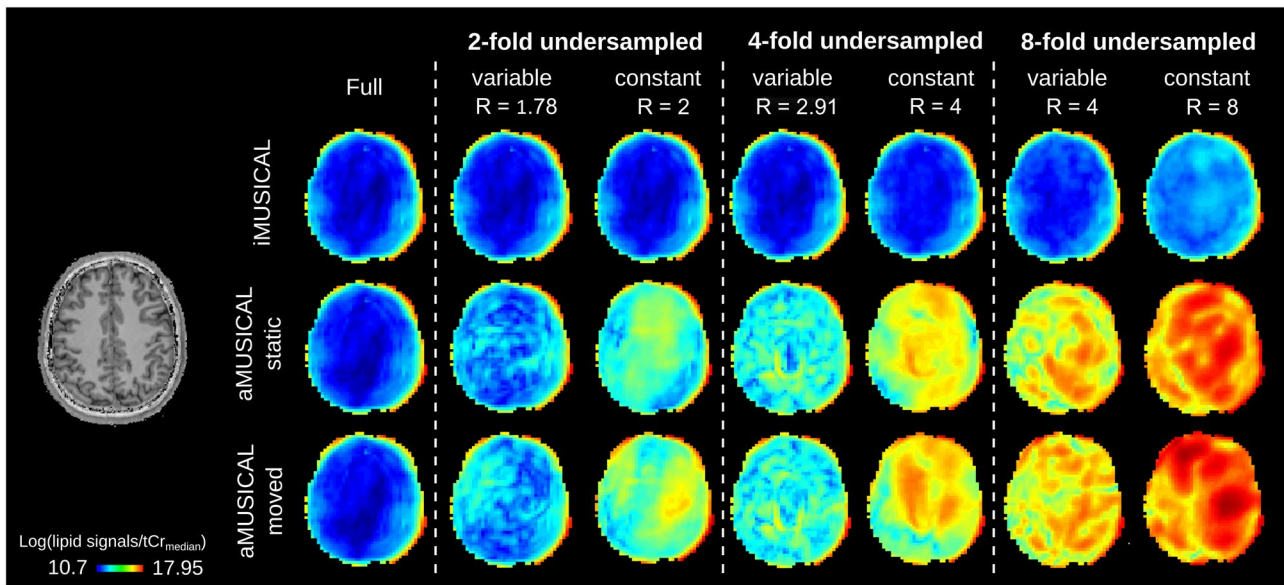 2-fold undersampled 4-fold undersampled 8-fold undersampled
Full variable constant variable constant variable constant
R = 1.78 R = 2 R = 2.91 R = 4 R = 4 R = 8
iMUSICAL
aMUSICAL
static
aMUSICAL
moved
Log(lipid signals/tCrmedian)
10.7 17.95